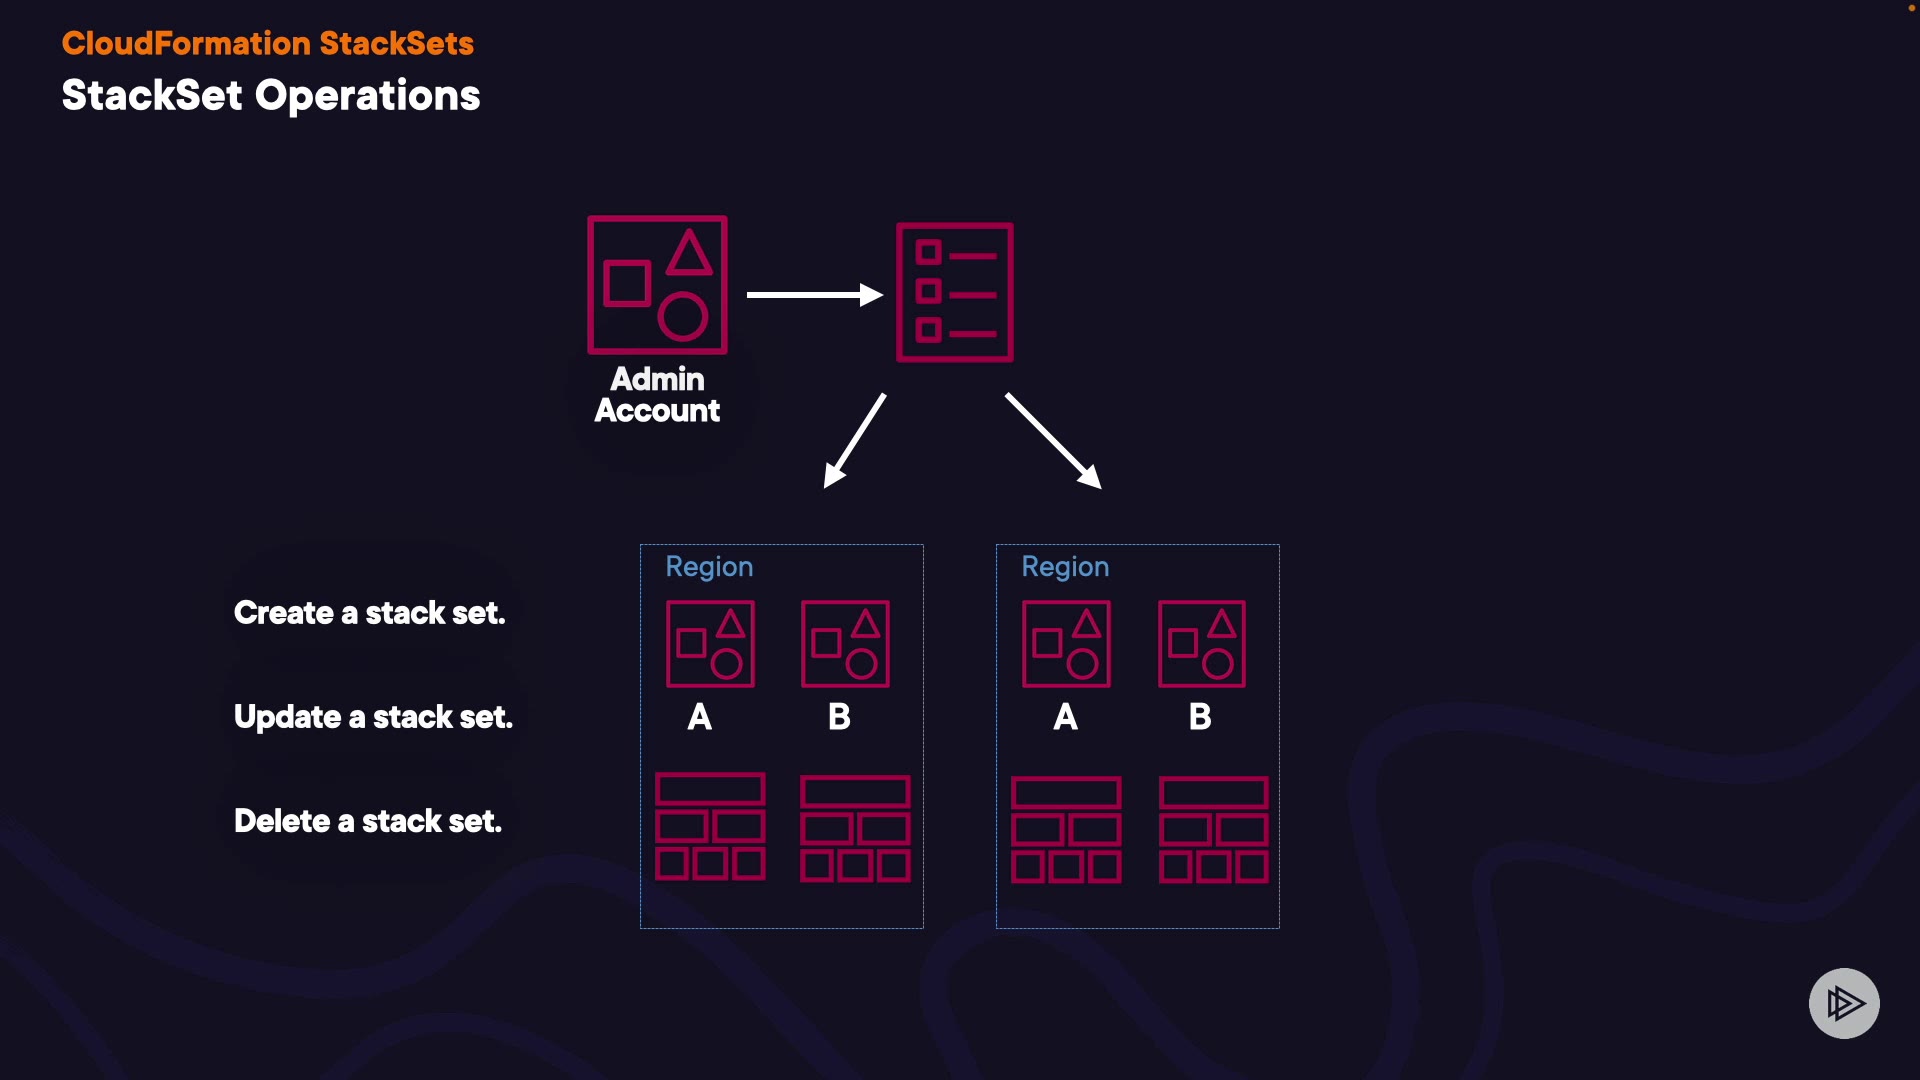 CloudFormation StackSets
StackSet Operations
Admin
Account
Create a stack set.
Update a stack set.
Delete a stack set.
Region
A B
Region
A B